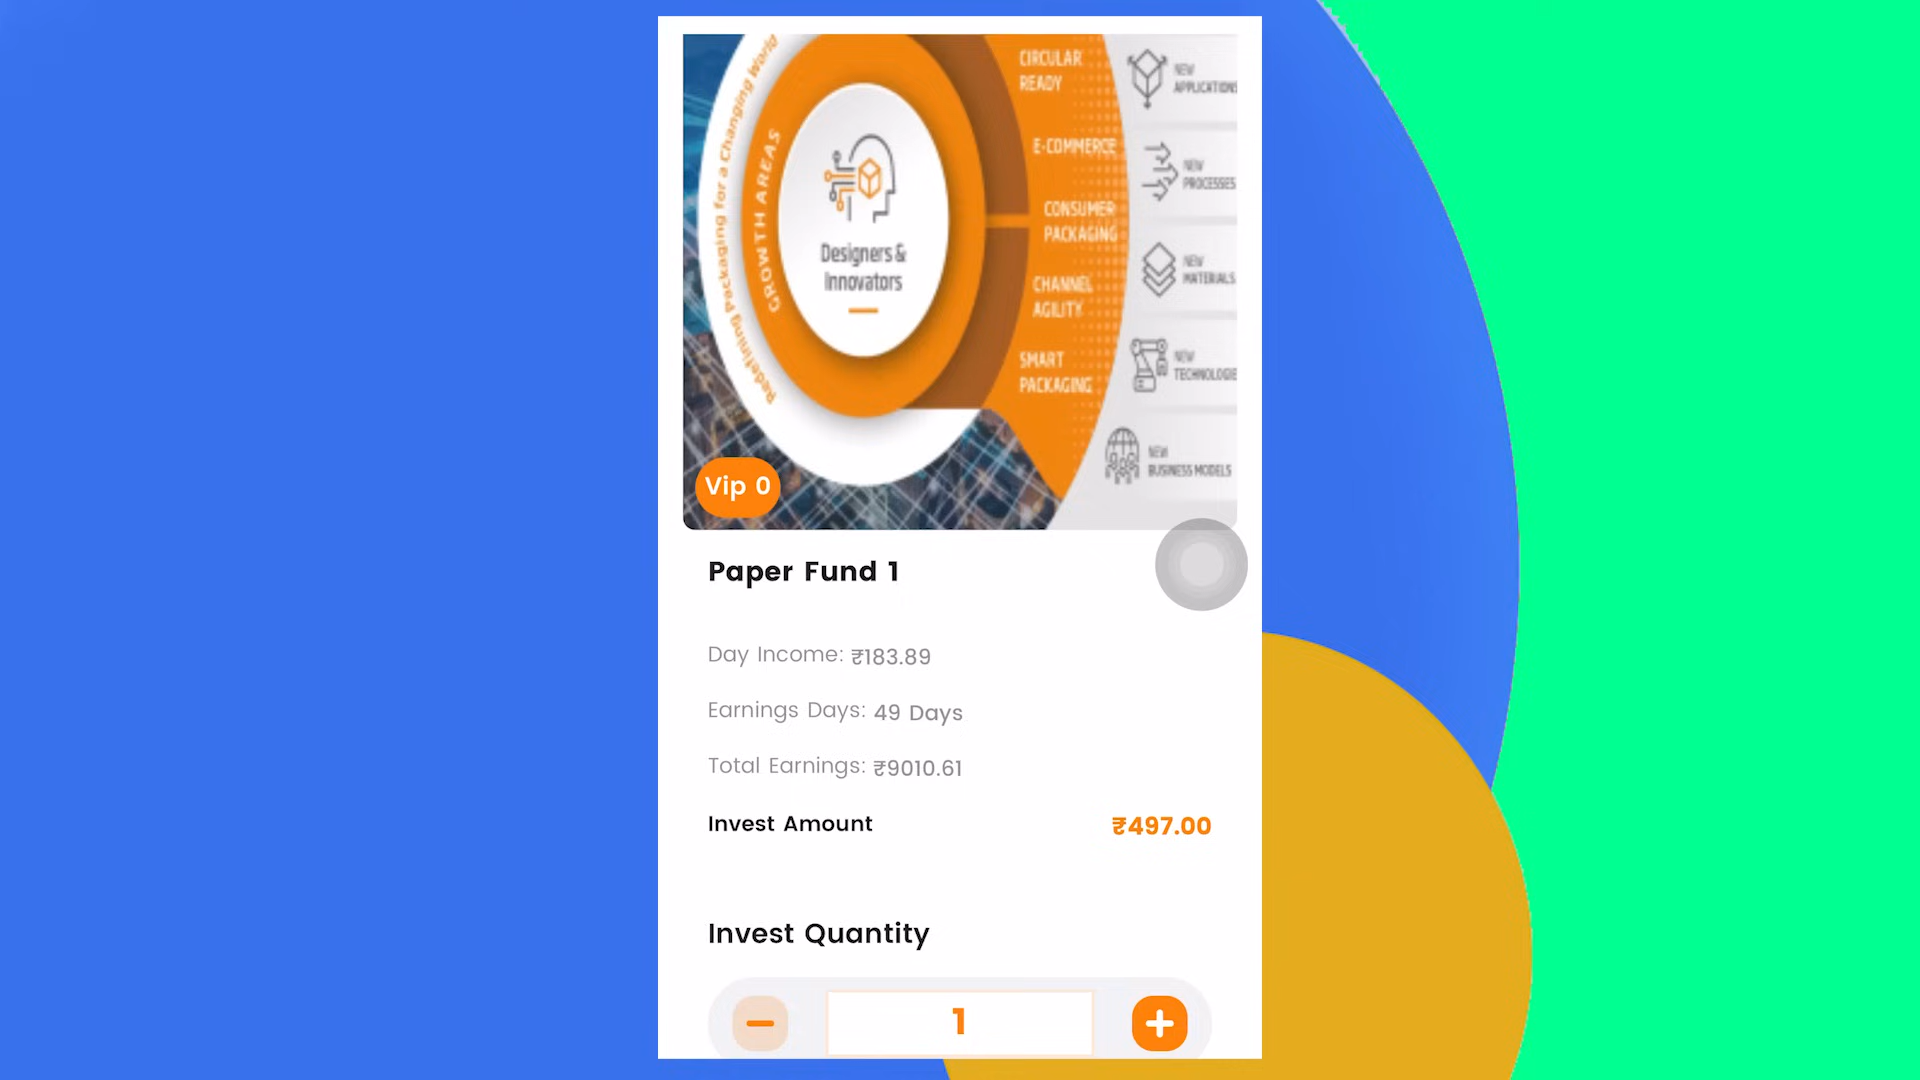 Redefining Packaging for a Changing World
GROWTH AREAS
Designers &
Innovators
CIRCULAR
READY
E-COMMERCE
CONSUMER
PACKAGING
CHANNEL
AGILITY
SMART
PACKAGING
NEW
APPLICATIONS
NEW
PROCESSES
NEW
MATERIALS
NEW
TECHNOLOGIE
NEW
BUSINESS MODELS
Vip 0
Paper Fund 1
Day Income: ₹183.89
Earnings Days: 49 Days
Total Earnings: ₹9010.61
Invest Amount ₹497.00
Invest Quantity
1